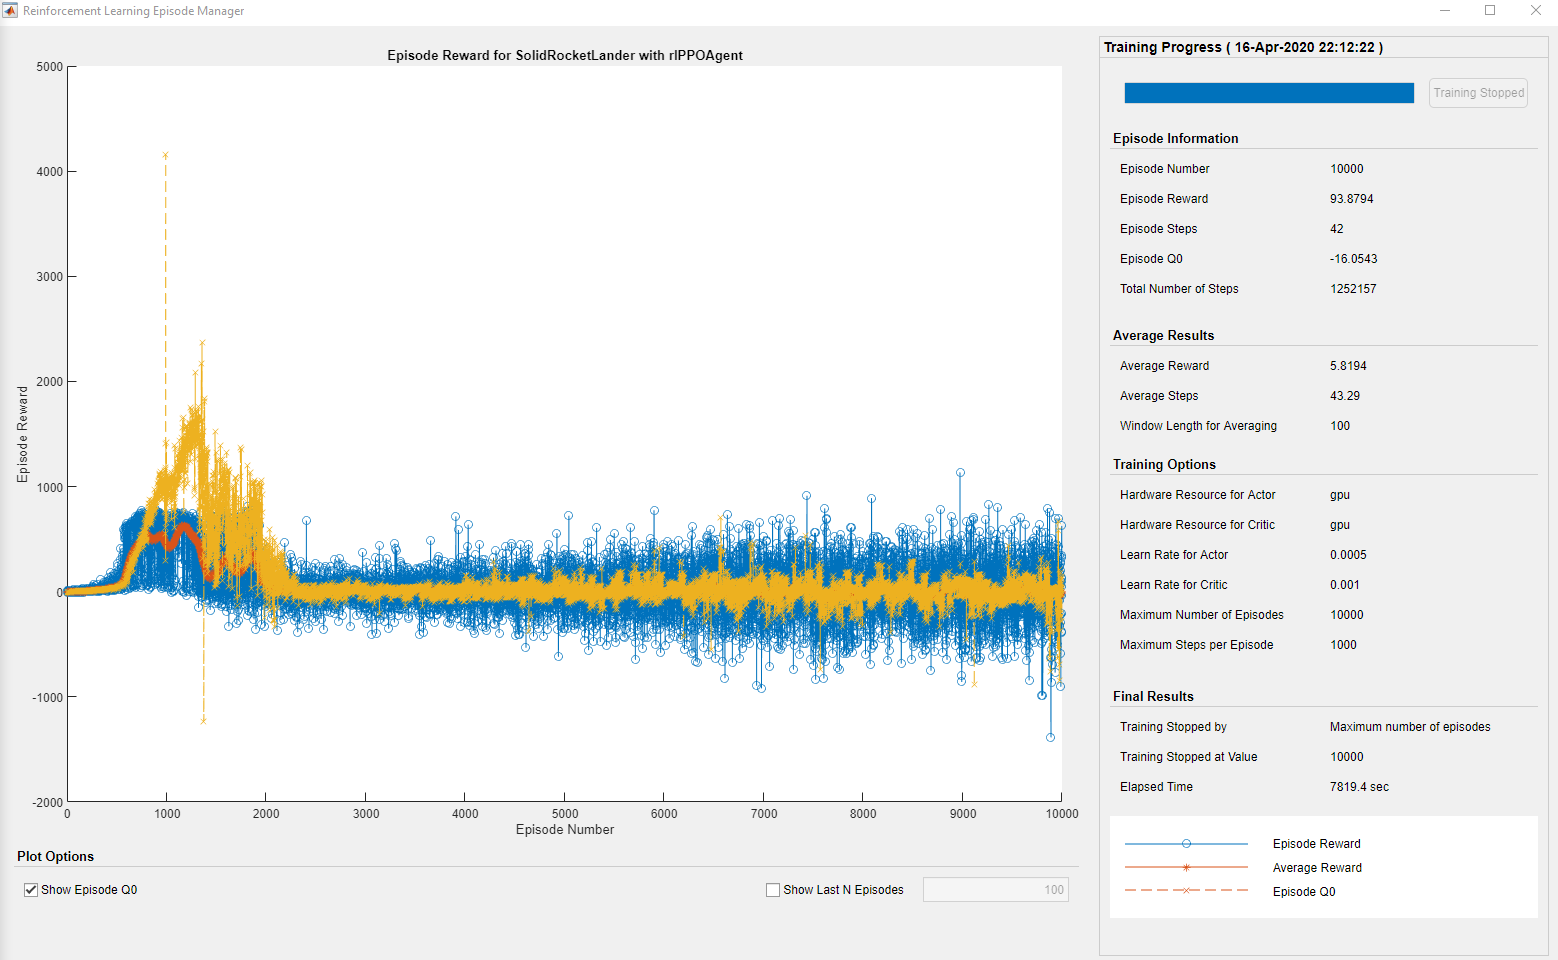 Reinforcement Learning Episode Manager
Episode Reward for SolidRocketLander with rlPPOAgent
5000
4000
3000
2000
1000
0
-1000
-2000
Episode Reward
0 1000 2000 3000 4000 5000 6000 7000 8000 9000 10000
Episode Number
Plot Options
Show Episode Q0
Show Last N Episodes 100
Training Progress ( 16-Apr-2020 22:12:22 )
Training Stopped
Episode Information
Episode Number 10000
Episode Reward 93.8794
Episode Steps 42
Episode Q0 -16.0543
Total Number of Steps 1252157
Average Results
Average Reward 5.8194
Average Steps 43.29
Window Length for Averaging 100
Training Options
Hardware Resource for Actor gpu
Hardware Resource for Critic gpu
Learn Rate for Actor 0.0005
Learn Rate for Critic 0.001
Maximum Number of Episodes 10000
Maximum Steps per Episode 1000
Final Results
Training Stopped by Maximum number of episodes
Training Stopped at Value 10000
Elapsed Time 7819.4 sec
Episode Reward
Average Reward
Episode Q0